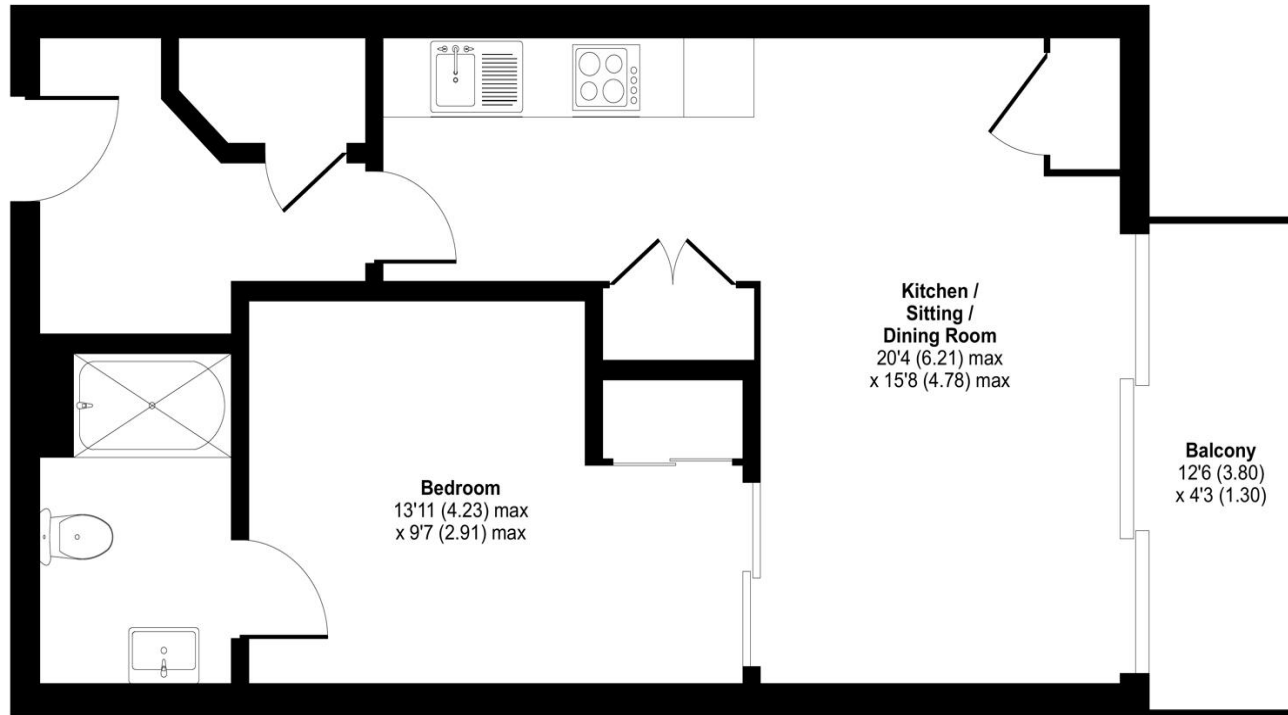 Kitchen /
Sitting /
Dining Room
20'4 (6.21) max
x 15'8 (4.78) max
Balcony
12'6 (3.80)
x 4'3 (1.30)
Bedroom
13'11 (4.23) max
x 9'7 (2.91) max